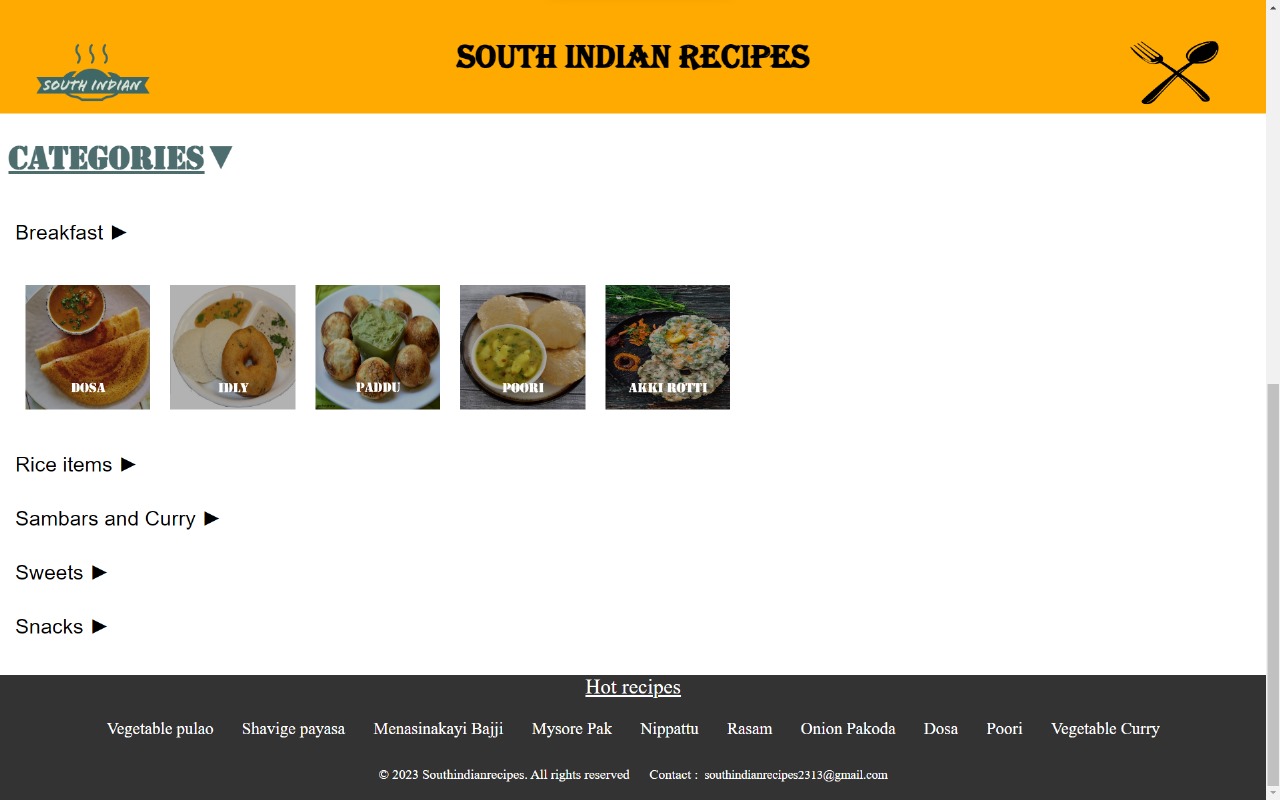 SOUTH INDIAN
SOUTH INDIAN RECIPES
CATEGORIES▼
Breakfast ►
DOSA
IDLY
PADDU
POORI
AKKI ROTTI
Rice items ►
Sambars and Curry ►
Sweets ►
Snacks ►
Hot recipes
Vegetable pulao Shavige payasa Menasinakayi Bajji Mysore Pak Nippattu Rasam Onion Pakoda Dosa Poori Vegetable Curry
© 2023 Southindianrecipes. All rights reserved Contact : southindianrecipes2313@gmail.com